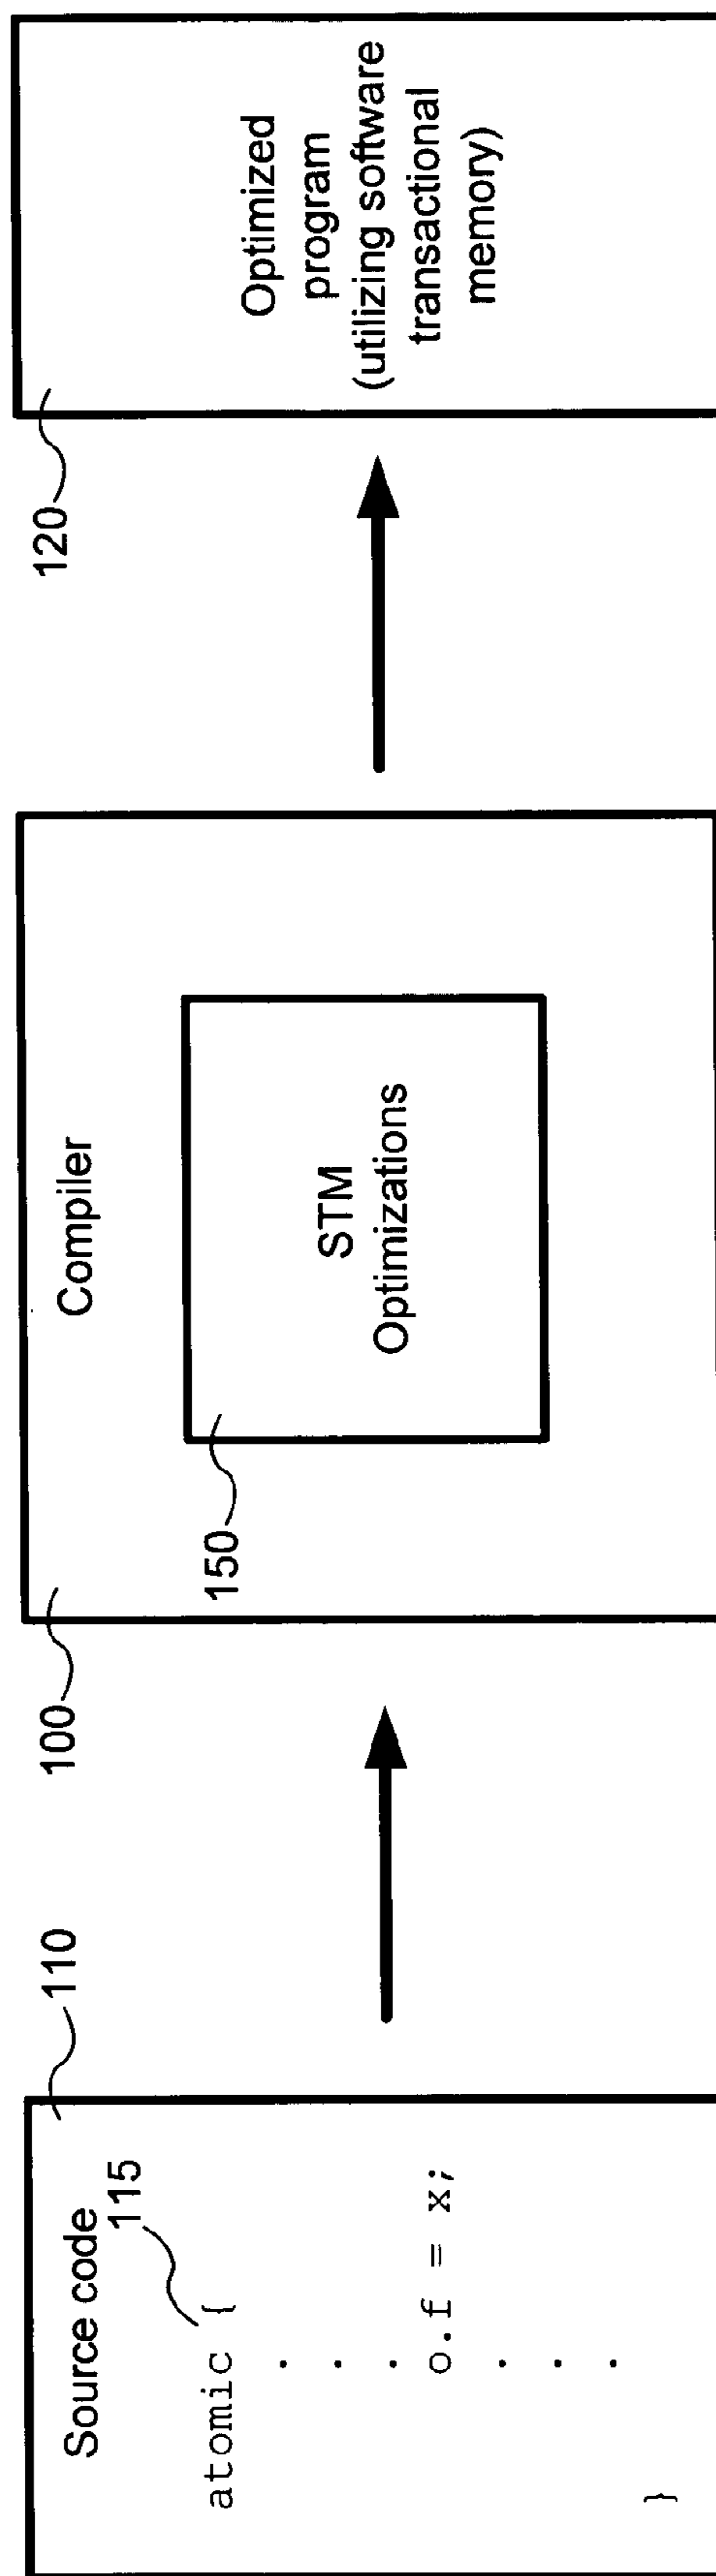 110
Source code
115
atomic {
.
.
.
o.f = x;
.
.
.
}
100
Compiler
150
STM
Optimizations
120
Optimized
program
(utilizing software
transactional
memory)